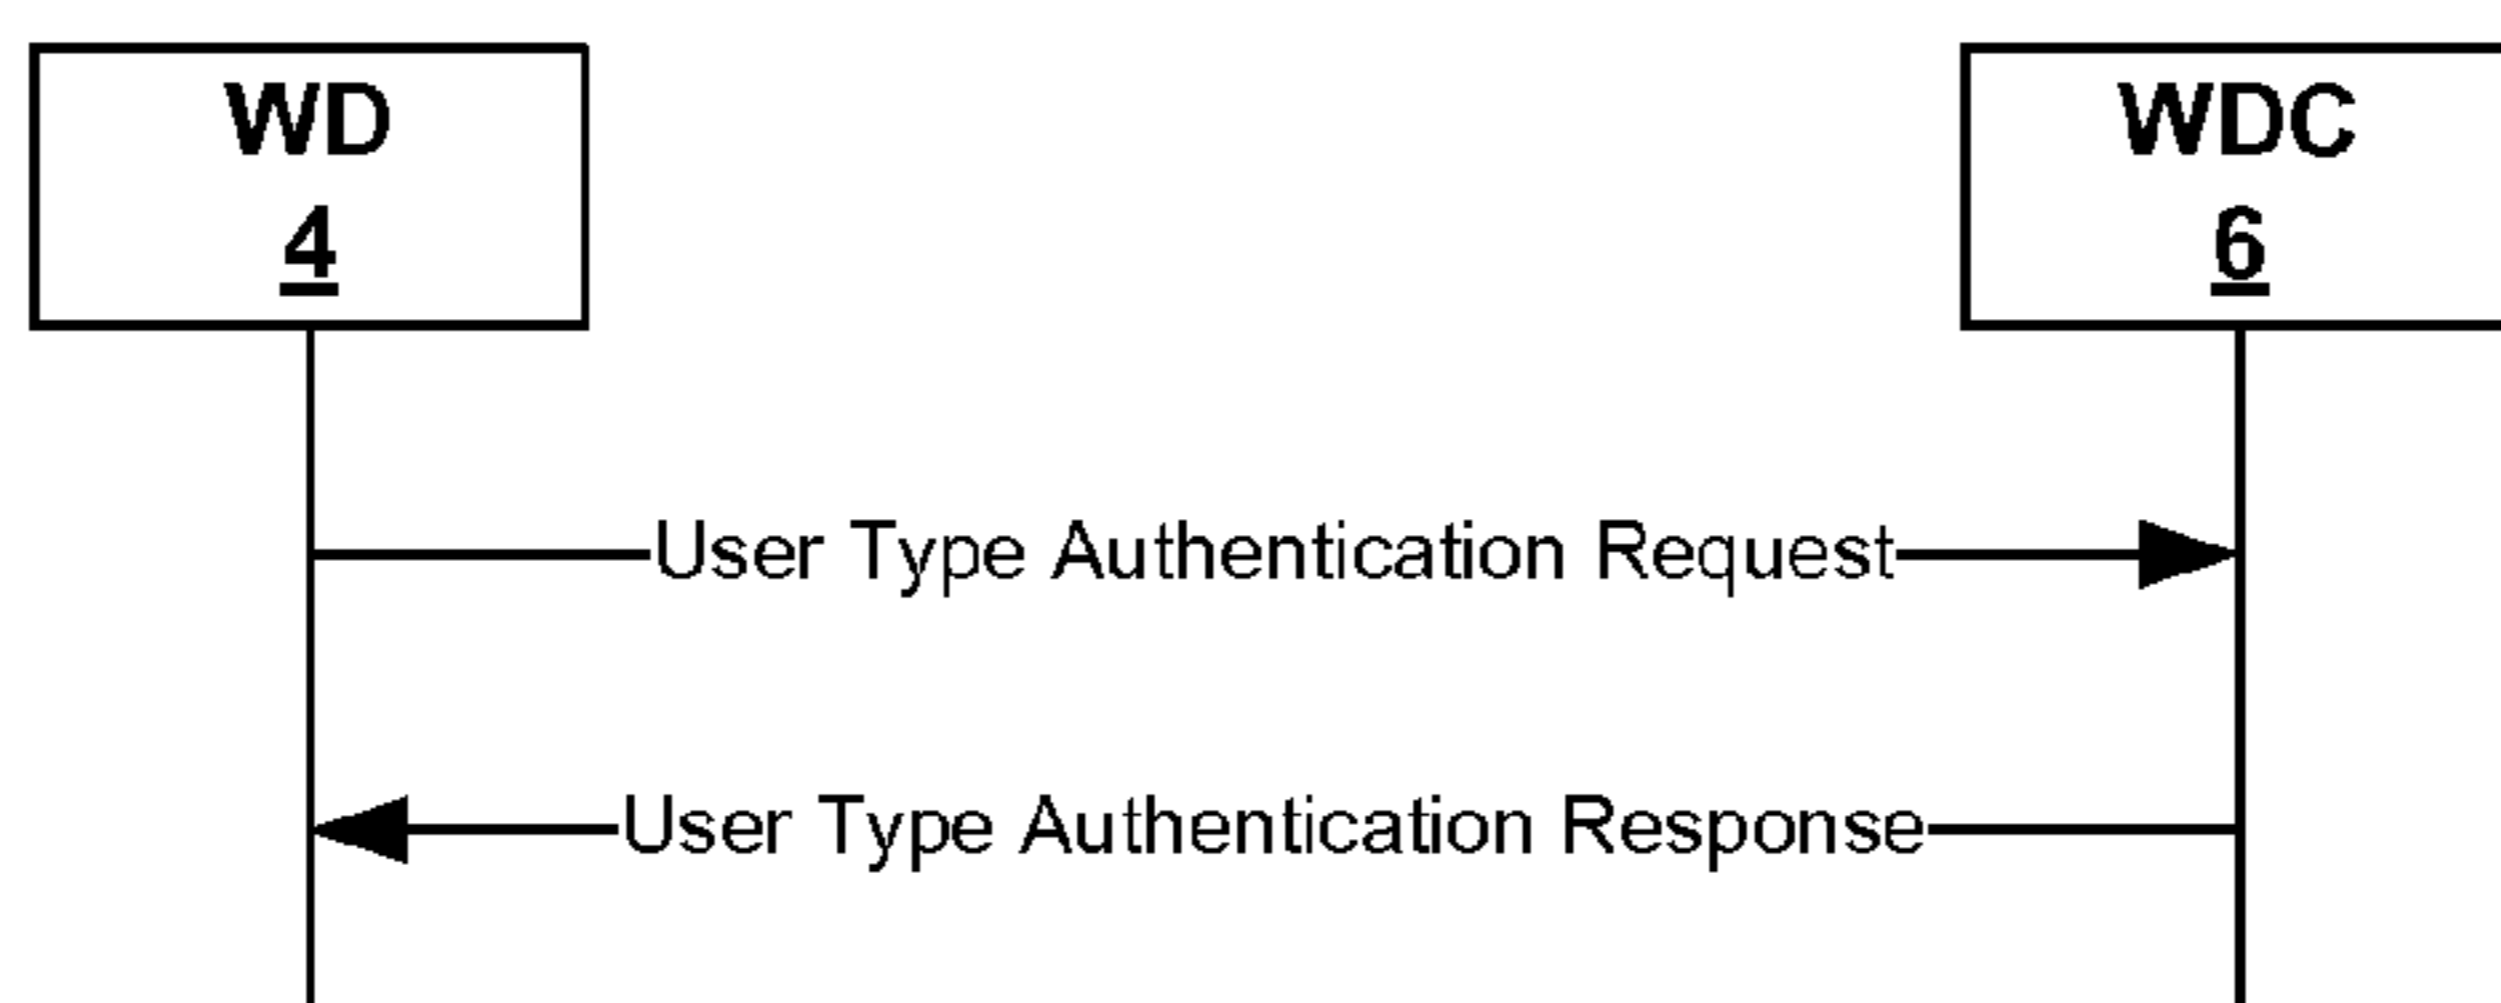 WD
4
WDC
6
User Type Authentication Request
User Type Authentication Response